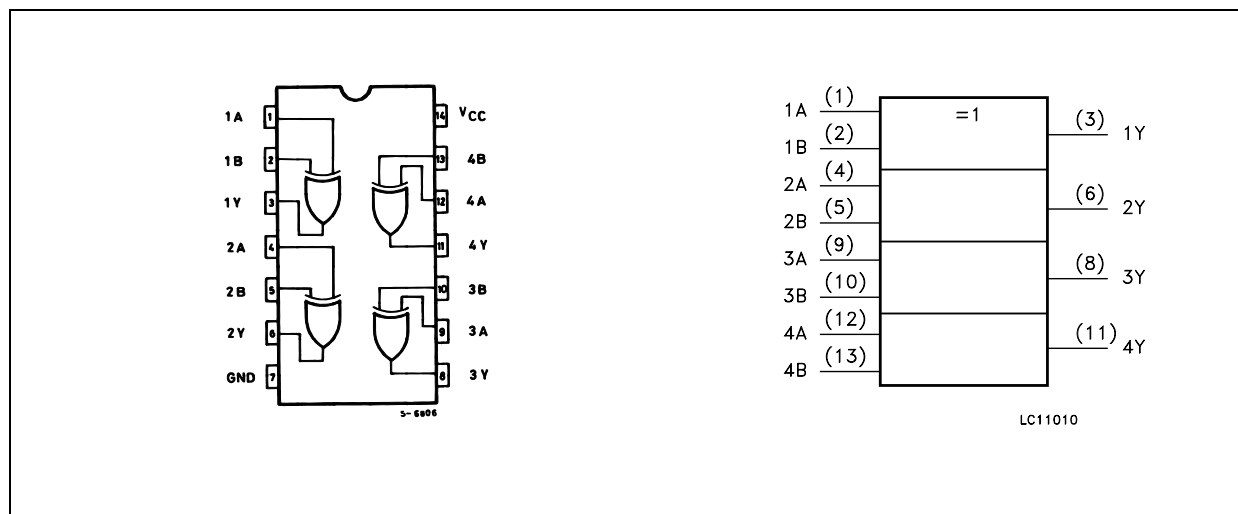 1A 1 14 VCC
1B 2 13 4B
1Y 3 12 4A
2A 4 11 4Y
2B 5 10 3B
2Y 6 9 3A
GND 7 8 3Y
S-6806
1A (1) =1 (3) 1Y
1B (2)
2A (4) (6) 2Y
2B (5)
3A (9) (8) 3Y
3B (10)
4A (12) (11) 4Y
4B (13)
LC11010